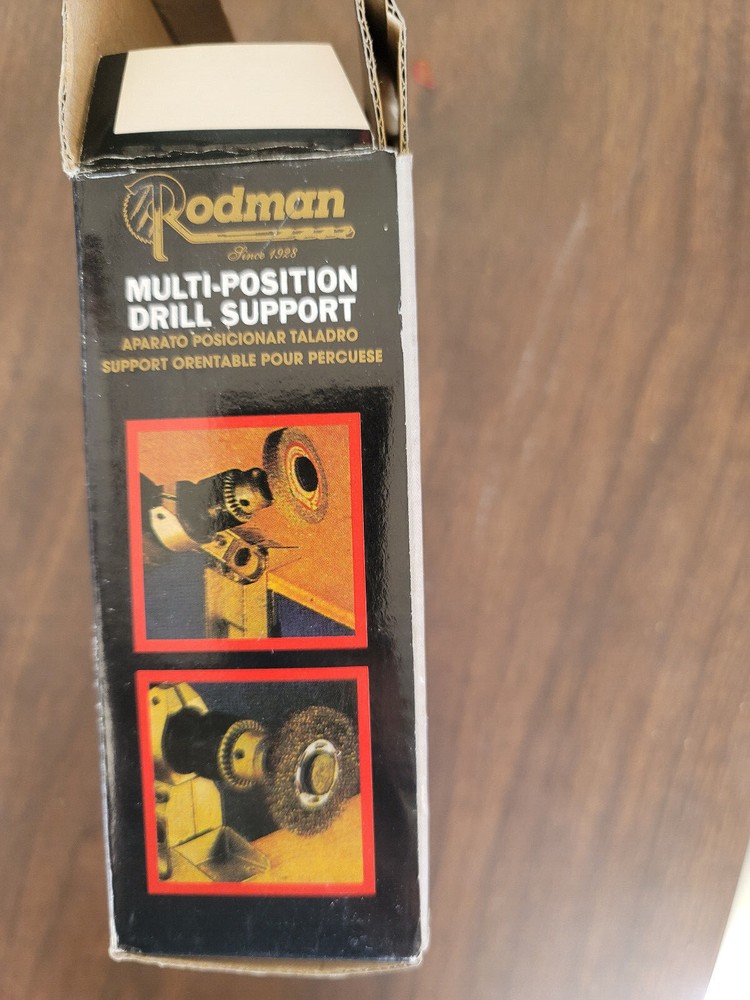 Rodman
Since 1928
MULTI-POSITION
DRILL SUPPORT
APARATO POSICIONAR TALADRO
SUPPORT ORENTABLE POUR PERCUESE